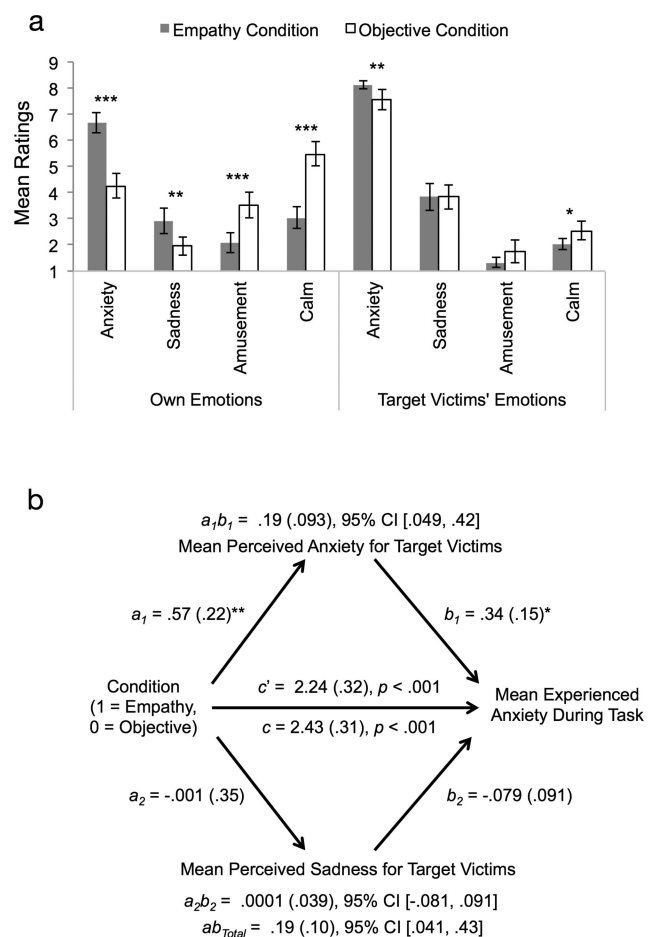 a
Empathy Condition Objective Condition
Mean Ratings
9
8
7
6
5
4
3
2
1
***
**
***
***
**
*
Anxiety
Sadness
Amusement
Calm
Anxiety
Sadness
Amusement
Calm
Own Emotions
Target Victims' Emotions
b
a1b1 = .19 (.093), 95% CI [.049, .42]
Mean Perceived Anxiety for Target Victims
a1 = .57 (.22)**
b1 = .34 (.15)*
Condition
(1 = Empathy,
0 = Objective)
c' = 2.24 (.32), p < .001
c = 2.43 (.31), p < .001
Mean Experienced
Anxiety During Task
a2 = -.001 (.35)
b2 = -.079 (.091)
Mean Perceived Sadness for Target Victims
a2b2 = .0001 (.039), 95% CI [-.081, .091]
abTotal = .19 (.10), 95% CI [.041, .43]